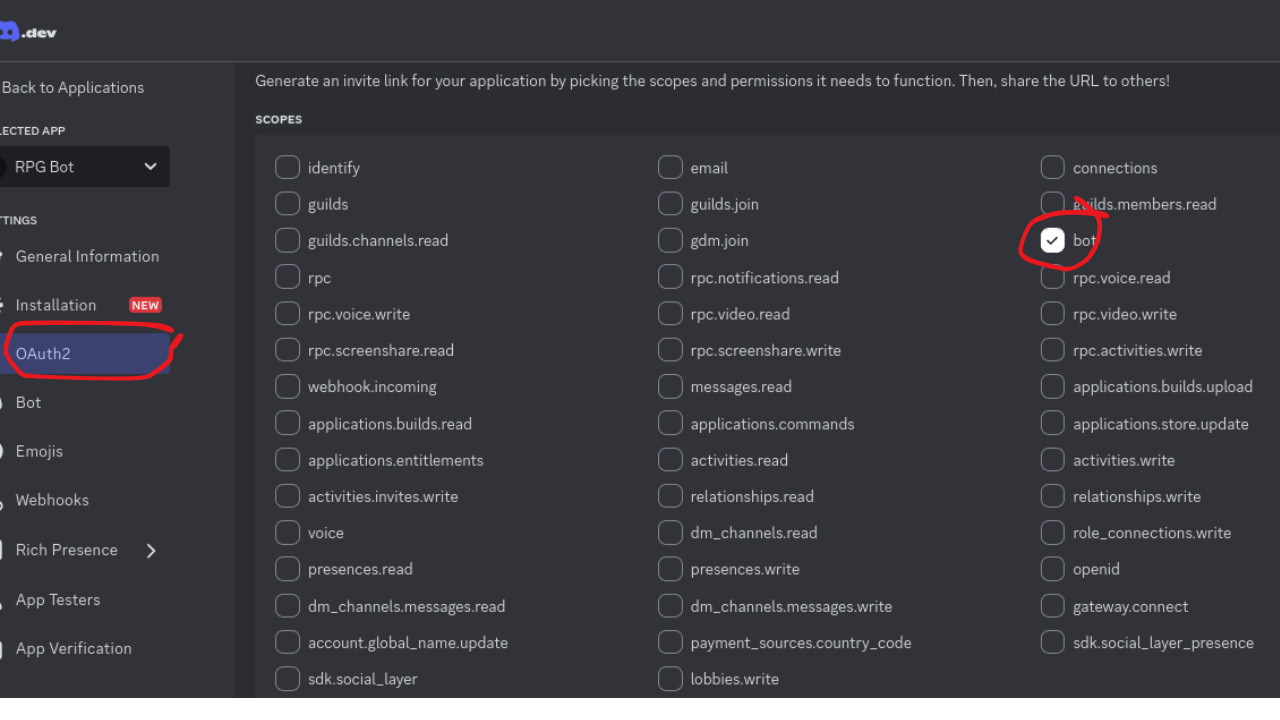 .dev
Back to Applications
LECTED APP
RPG Bot
TTINGS
General Information
Installation NEW
OAuth2
Bot
Emojis
Webhooks
Rich Presence
App Testers
App Verification
Generate an invite link for your application by picking the scopes and permissions it needs to function. Then, share the URL to others!
SCOPES
identify email connections
guilds guilds.join guilds.members.read
guilds.channels.read gdm.join bot
rpc rpc.notifications.read rpc.voice.read
rpc.voice.write rpc.video.read rpc.video.write
rpc.screenshare.read rpc.screenshare.write rpc.activities.write
webhook.incoming messages.read applications.builds.upload
applications.builds.read applications.commands applications.store.update
applications.entitlements activities.read activities.write
activities.invites.write relationships.read relationships.write
voice dm_channels.read role_connections.write
presences.read presences.write openid
dm_channels.messages.read dm_channels.messages.write gateway.connect
account.global_name.update payment_sources.country_code sdk.social_layer_presence
sdk.social_layer lobbies.write